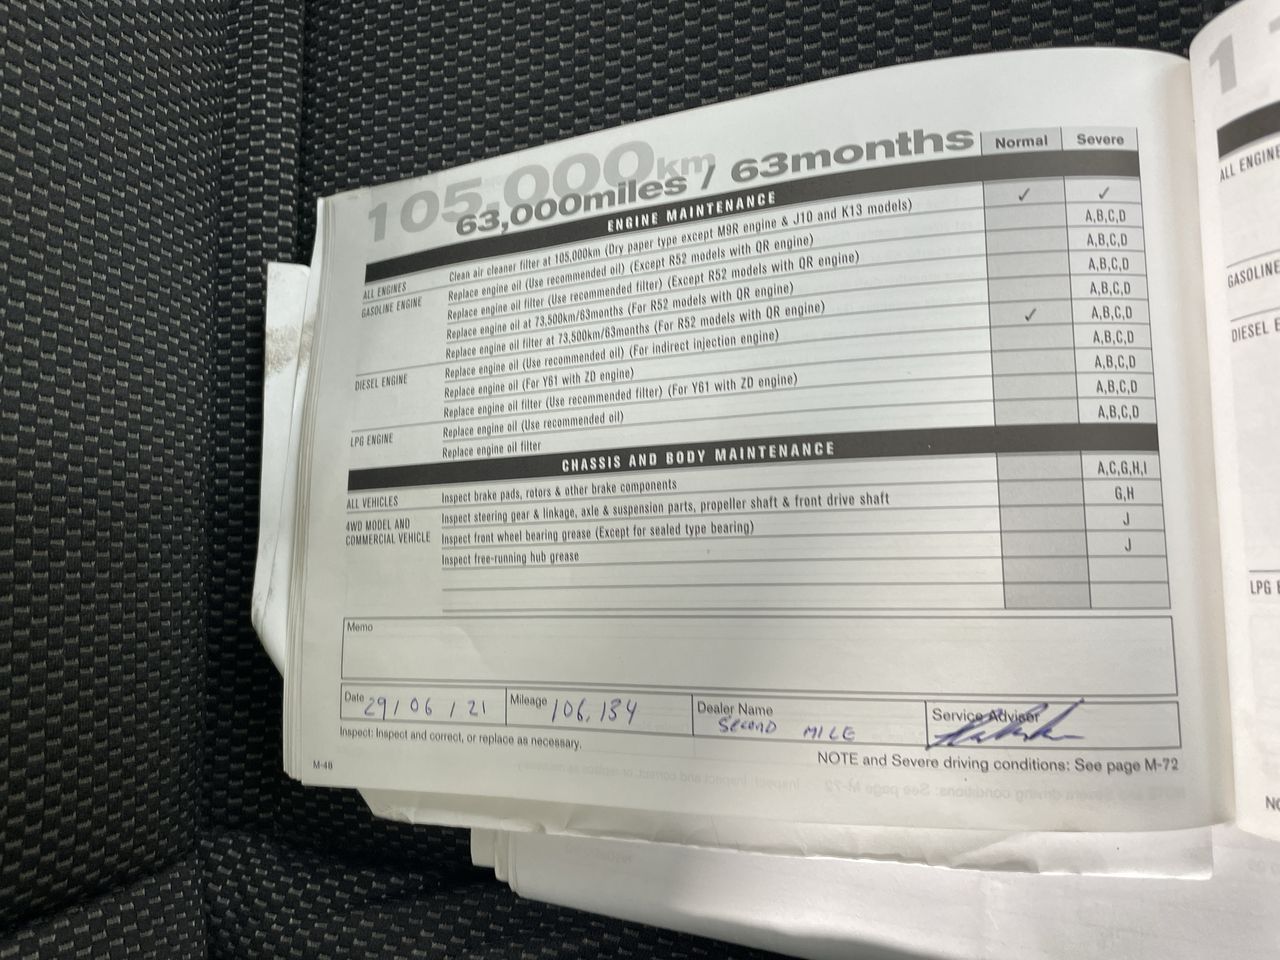 105,000km
63,000miles / 63months
Normal Severe
ENGINE MAINTENANCE
ALL ENGINES Clean air cleaner filter at 105,000km (Dry paper type except M9R engine & J10 and K13 models) ✓ ✓
GASOLINE ENGINE Replace engine oil (Use recommended oil) (Except R52 models with QR engine) A,B,C,D
Replace engine oil filter (Use recommended filter) (Except R52 models with QR engine) A,B,C,D
Replace engine oil at 73,500km/63months (For R52 models with QR engine) A,B,C,D
Replace engine oil filter at 73,500km/63months (For R52 models with QR engine) A,B,C,D
DIESEL ENGINE Replace engine oil (Use recommended oil) (For indirect injection engine) ✓ A,B,C,D
Replace engine oil (For Y61 with ZD engine) A,B,C,D
Replace engine oil filter (Use recommended filter) (For Y61 with ZD engine) A,B,C,D
LPG ENGINE Replace engine oil (Use recommended oil) A,B,C,D
Replace engine oil filter A,B,C,D
CHASSIS AND BODY MAINTENANCE
ALL VEHICLES Inspect brake pads, rotors & other brake components A,C,G,H,I
4WD MODEL AND COMMERCIAL VEHICLE Inspect steering gear & linkage, axle & suspension parts, propeller shaft & front drive shaft G,H
Inspect front wheel bearing grease (Except for sealed type bearing) J
Inspect free-running hub grease J
Memo
Date 29/06/21 Mileage 106,134 Dealer Name SECOND MILE Service Adviser
Inspect: Inspect and correct, or replace as necessary.
NOTE and Severe driving conditions: See page M-72
M-48
1
ALL ENGINE
GASOLINE
DIESEL E
LPG E